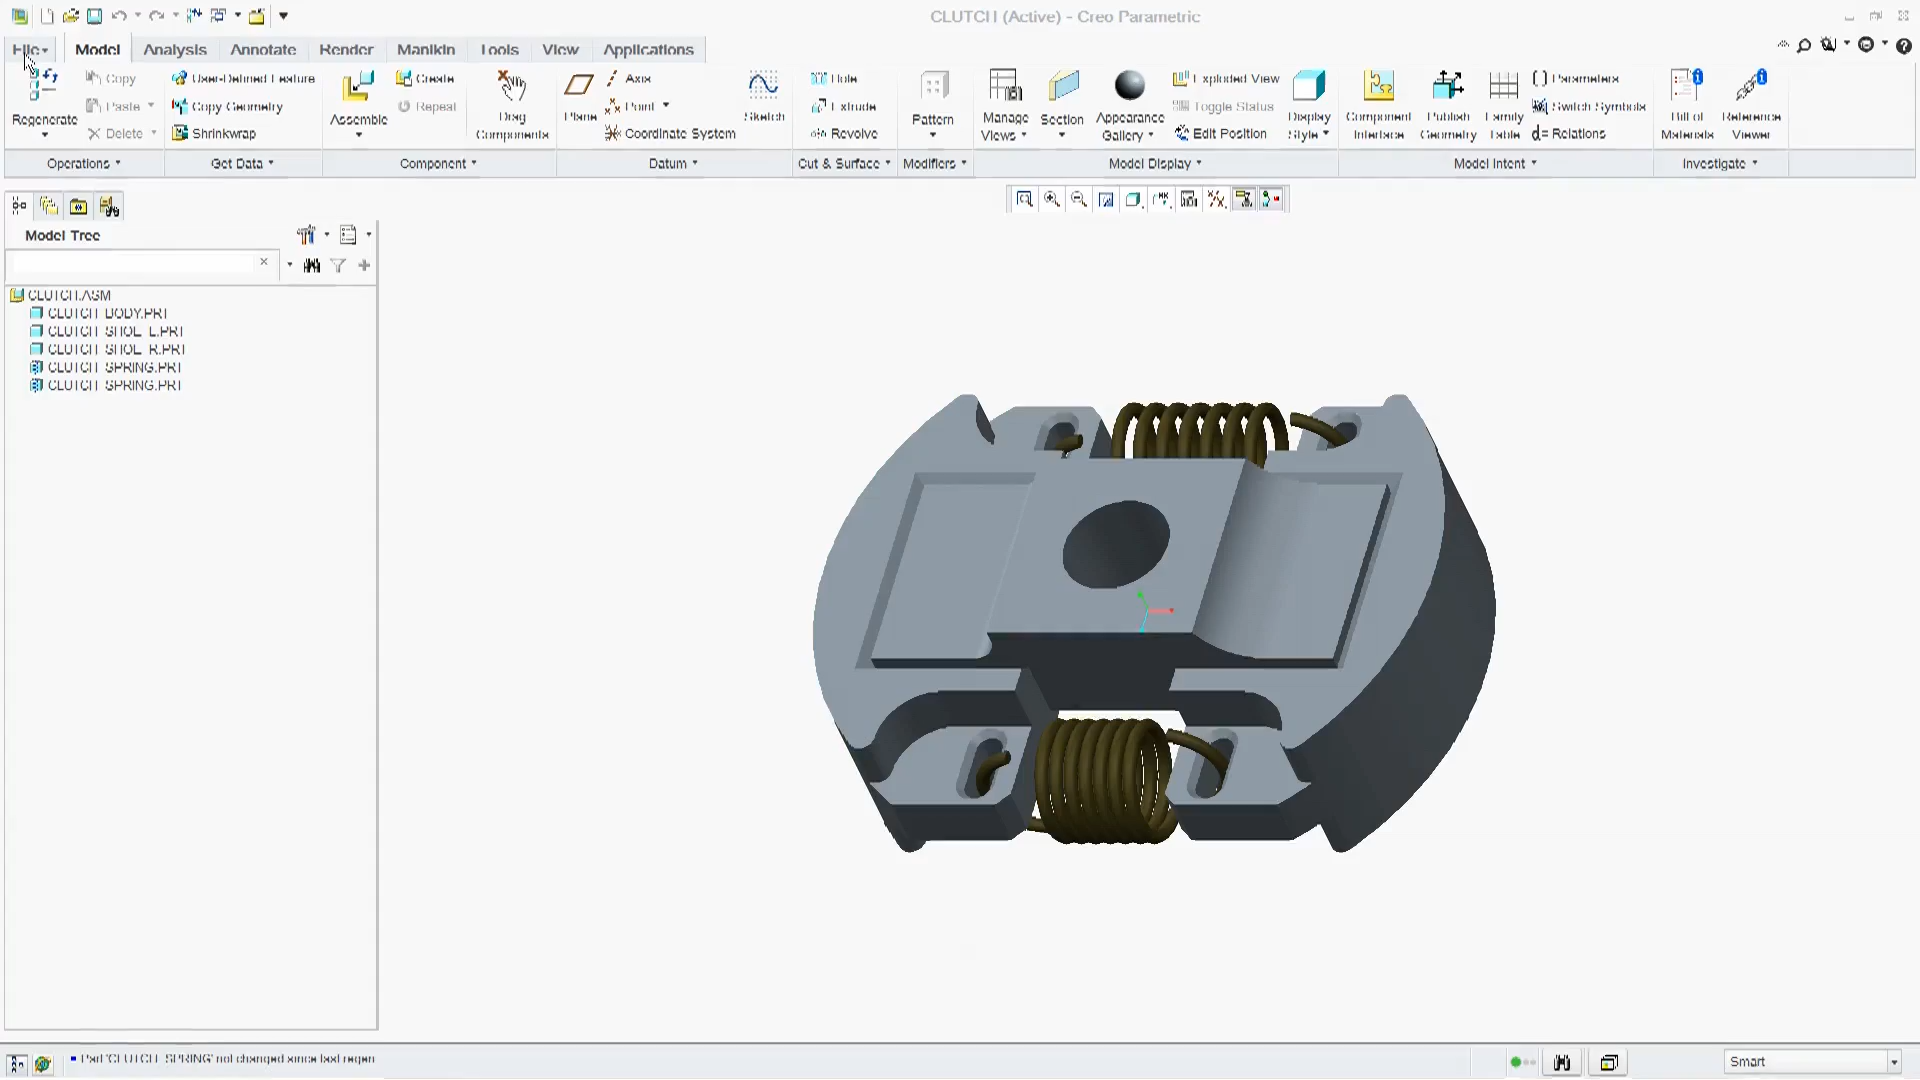 CLUTCH (Active) - Creo Parametric
File
Model
Analysis
Annotate
Render
Manikin
Tools
View
Applications
Regenerate
Copy
Paste
Delete
User-Defined Feature
Copy Geometry
Shrinkwrap
Assemble
Create
Repeat
Drag
Components
Plane
Axis
Point
Coordinate System
Sketch
Hole
Extrude
Revolve
Pattern
Manage
Views
Section
Appearance
Gallery
Exploded View
Toggle Status
Edit Position
Display
Style
Component
Interface
Publish
Geometry
Family
Table
[ ] Parameters
Switch Symbols
d= Relations
Bill of
Materials
Reference
Viewer
Operations
Get Data
Component
Datum
Cut & Surface
Modifiers
Model Display
Model Intent
Investigate
Model Tree
CLUTCH.ASM
CLUTCH_BODY.PRT
CLUTCH_SHOE_L.PRT
CLUTCH_SHOE_R.PRT
CLUTCH_SPRING.PRT
CLUTCH_SPRING.PRT
Part 'CLUTCH_SPRING' not changed since last regen
Smart